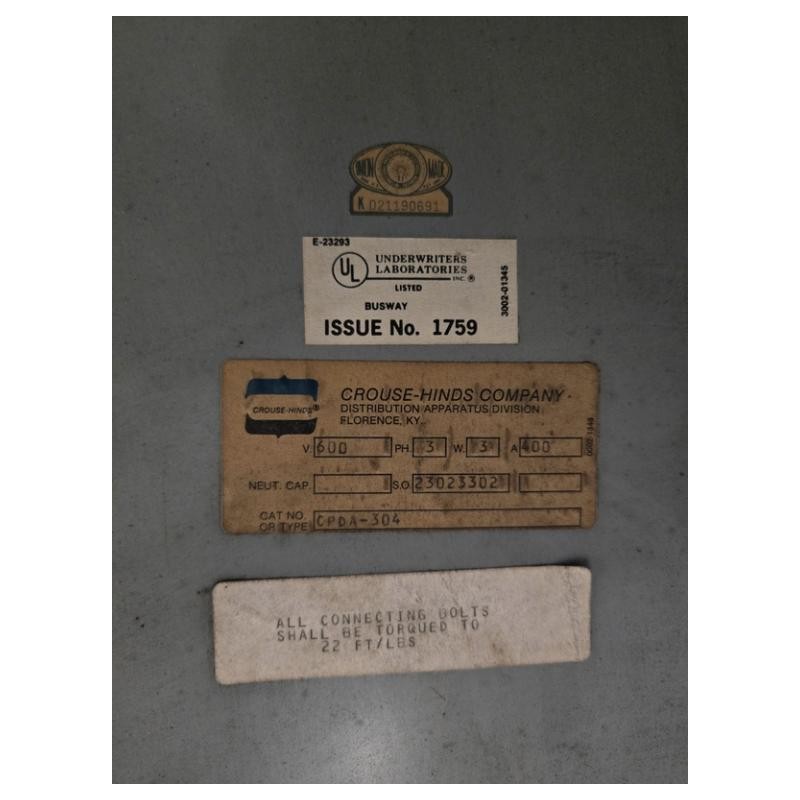 UNION MADE
K D21190691
E-23293
UL
UNDERWRITERS
LABORATORIES
INC. ®
LISTED
BUSWAY
ISSUE No. 1759
3002-01345
CROUSE-HINDS®
CROUSE-HINDS COMPANY
DISTRIBUTION APPARATUS DIVISION
FLORENCE, KY.
V. 600 PH. 3 W. 3 A 400
NEUT. CAP. S.O. 23023302
CAT NO. OR TYPE CPDA-304
ALL CONNECTING BOLTS
SHALL BE TORQUED TO
22 FT/LBS